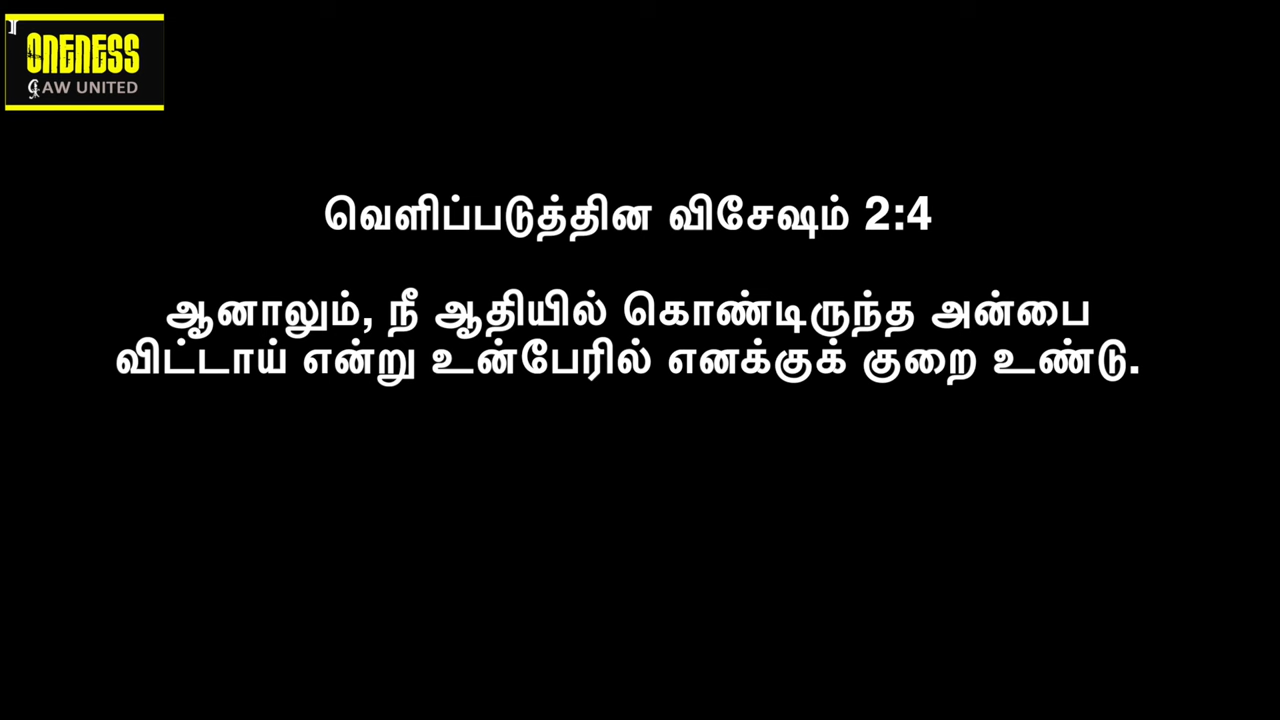 ONENESS
GAW UNITED
வெளிப்படுத்தின விசேஷம் 2:4
ஆனாலும், நீ ஆதியில் கொண்டிருந்த அன்பை
விட்டாய் என்று உன்பேரில் எனக்குக் குறை உண்டு.